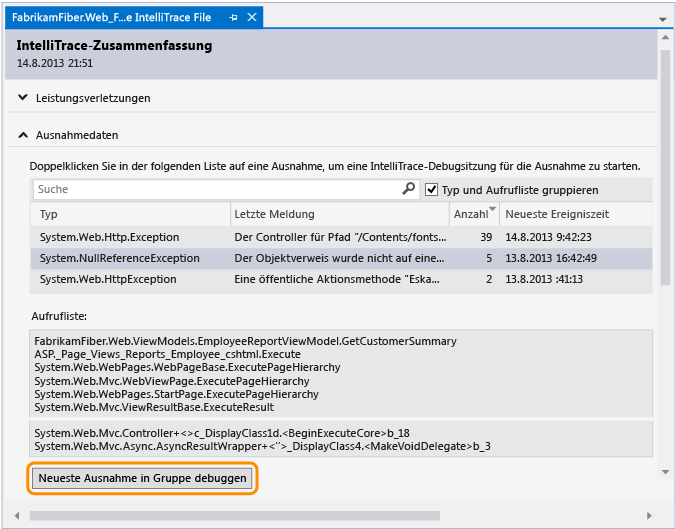 FabrikamFiber.Web_F...e IntelliTrace File
IntelliTrace-Zusammenfassung
14.8.2013 21:51
Leistungsverletzungen
Ausnahmedaten
Doppelklicken Sie in der folgenden Liste auf eine Ausnahme, um eine IntelliTrace-Debugsitzung für die Ausnahme zu starten.
Suche Typ und Aufrufliste gruppieren
Typ Letzte Meldung Anzahl Neueste Ereigniszeit
System.Web.Http.Exception Der Controller für Pfad "/Contents/fonts... 39 14.8.2013 9:42:23
System.NullReferenceException Der Objektverweis wurde nicht auf eine... 5 13.8.2013 16:42:49
System.Web.HttpException Eine öffentliche Aktionsmethode "Eska... 2 13.8.2013 :41:13
Aufrufliste:
FabrikamFiber.Web.ViewModels.EmployeeReportViewModel.GetCustomerSummary
ASP._Page_Views_Reports_Employee_cshtml.Execute
System.Web.WebPages.WebPageBase.ExecutePageHierarchy
System.Web.Mvc.WebViewPage.ExecutePageHierarchy
System.Web.WebPages.StartPage.ExecutePageHierarchy
System.Web.Mvc.ViewResultBase.ExecuteResult
System.Web.Mvc.Controller+<>c_DisplayClass1d.<BeginExecuteCore>b_18
System.Web.Mvc.Async.AsyncResultWrapper+<´´>_DisplayClass4.<MakeVoidDelegate>b_3
Neueste Ausnahme in Gruppe debuggen